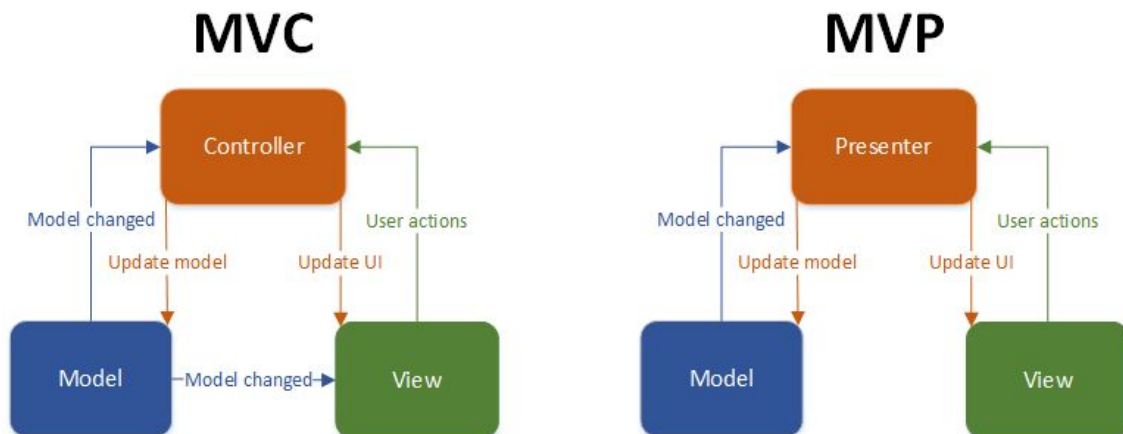 MVC
MVP
Controller
Model changed
User actions
Update model
Update UI
Model
Model changed
View
Presenter
Model changed
User actions
Update model
Update UI
Model
View